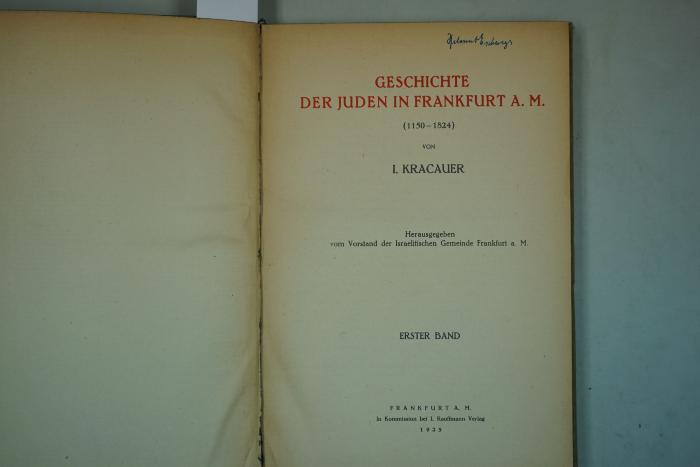 GESCHICHTE
DER JUDEN IN FRANKFURT A. M.
(1150–1824)
VON
I. KRACAUER
Herausgegeben
vom Vorstand der Israelitischen Gemeinde Frankfurt a. M.
ERSTER BAND
FRANKFURT A. M.
In Kommission bei I. Kauffmann Verlag
1925